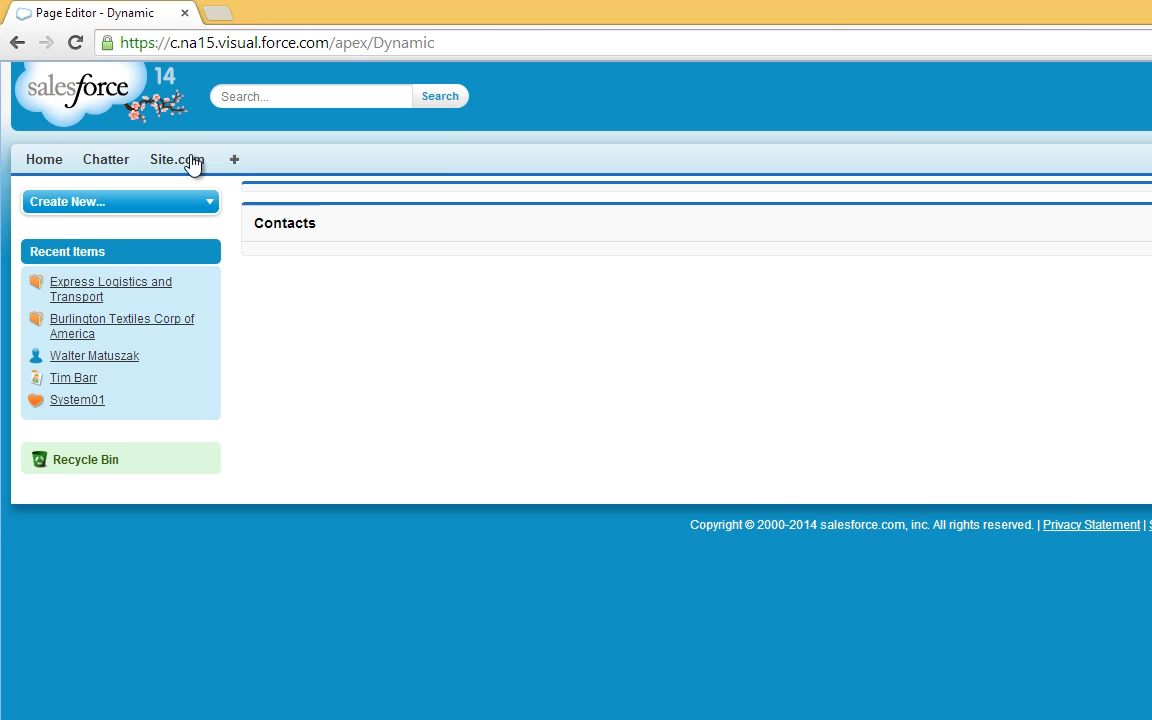 Page Editor - Dynamic
https://c.na15.visual.force.com/apex/Dynamic
salesforce 14
Search... Search
Home Chatter Site.com
Create New...
Contacts
Recent Items
Express Logistics and
Transport
Burlington Textiles Corp of
America
Walter Matuszak
Tim Barr
System01
Recycle Bin
Copyright © 2000-2014 salesforce.com, inc. All rights reserved. | Privacy Statement |